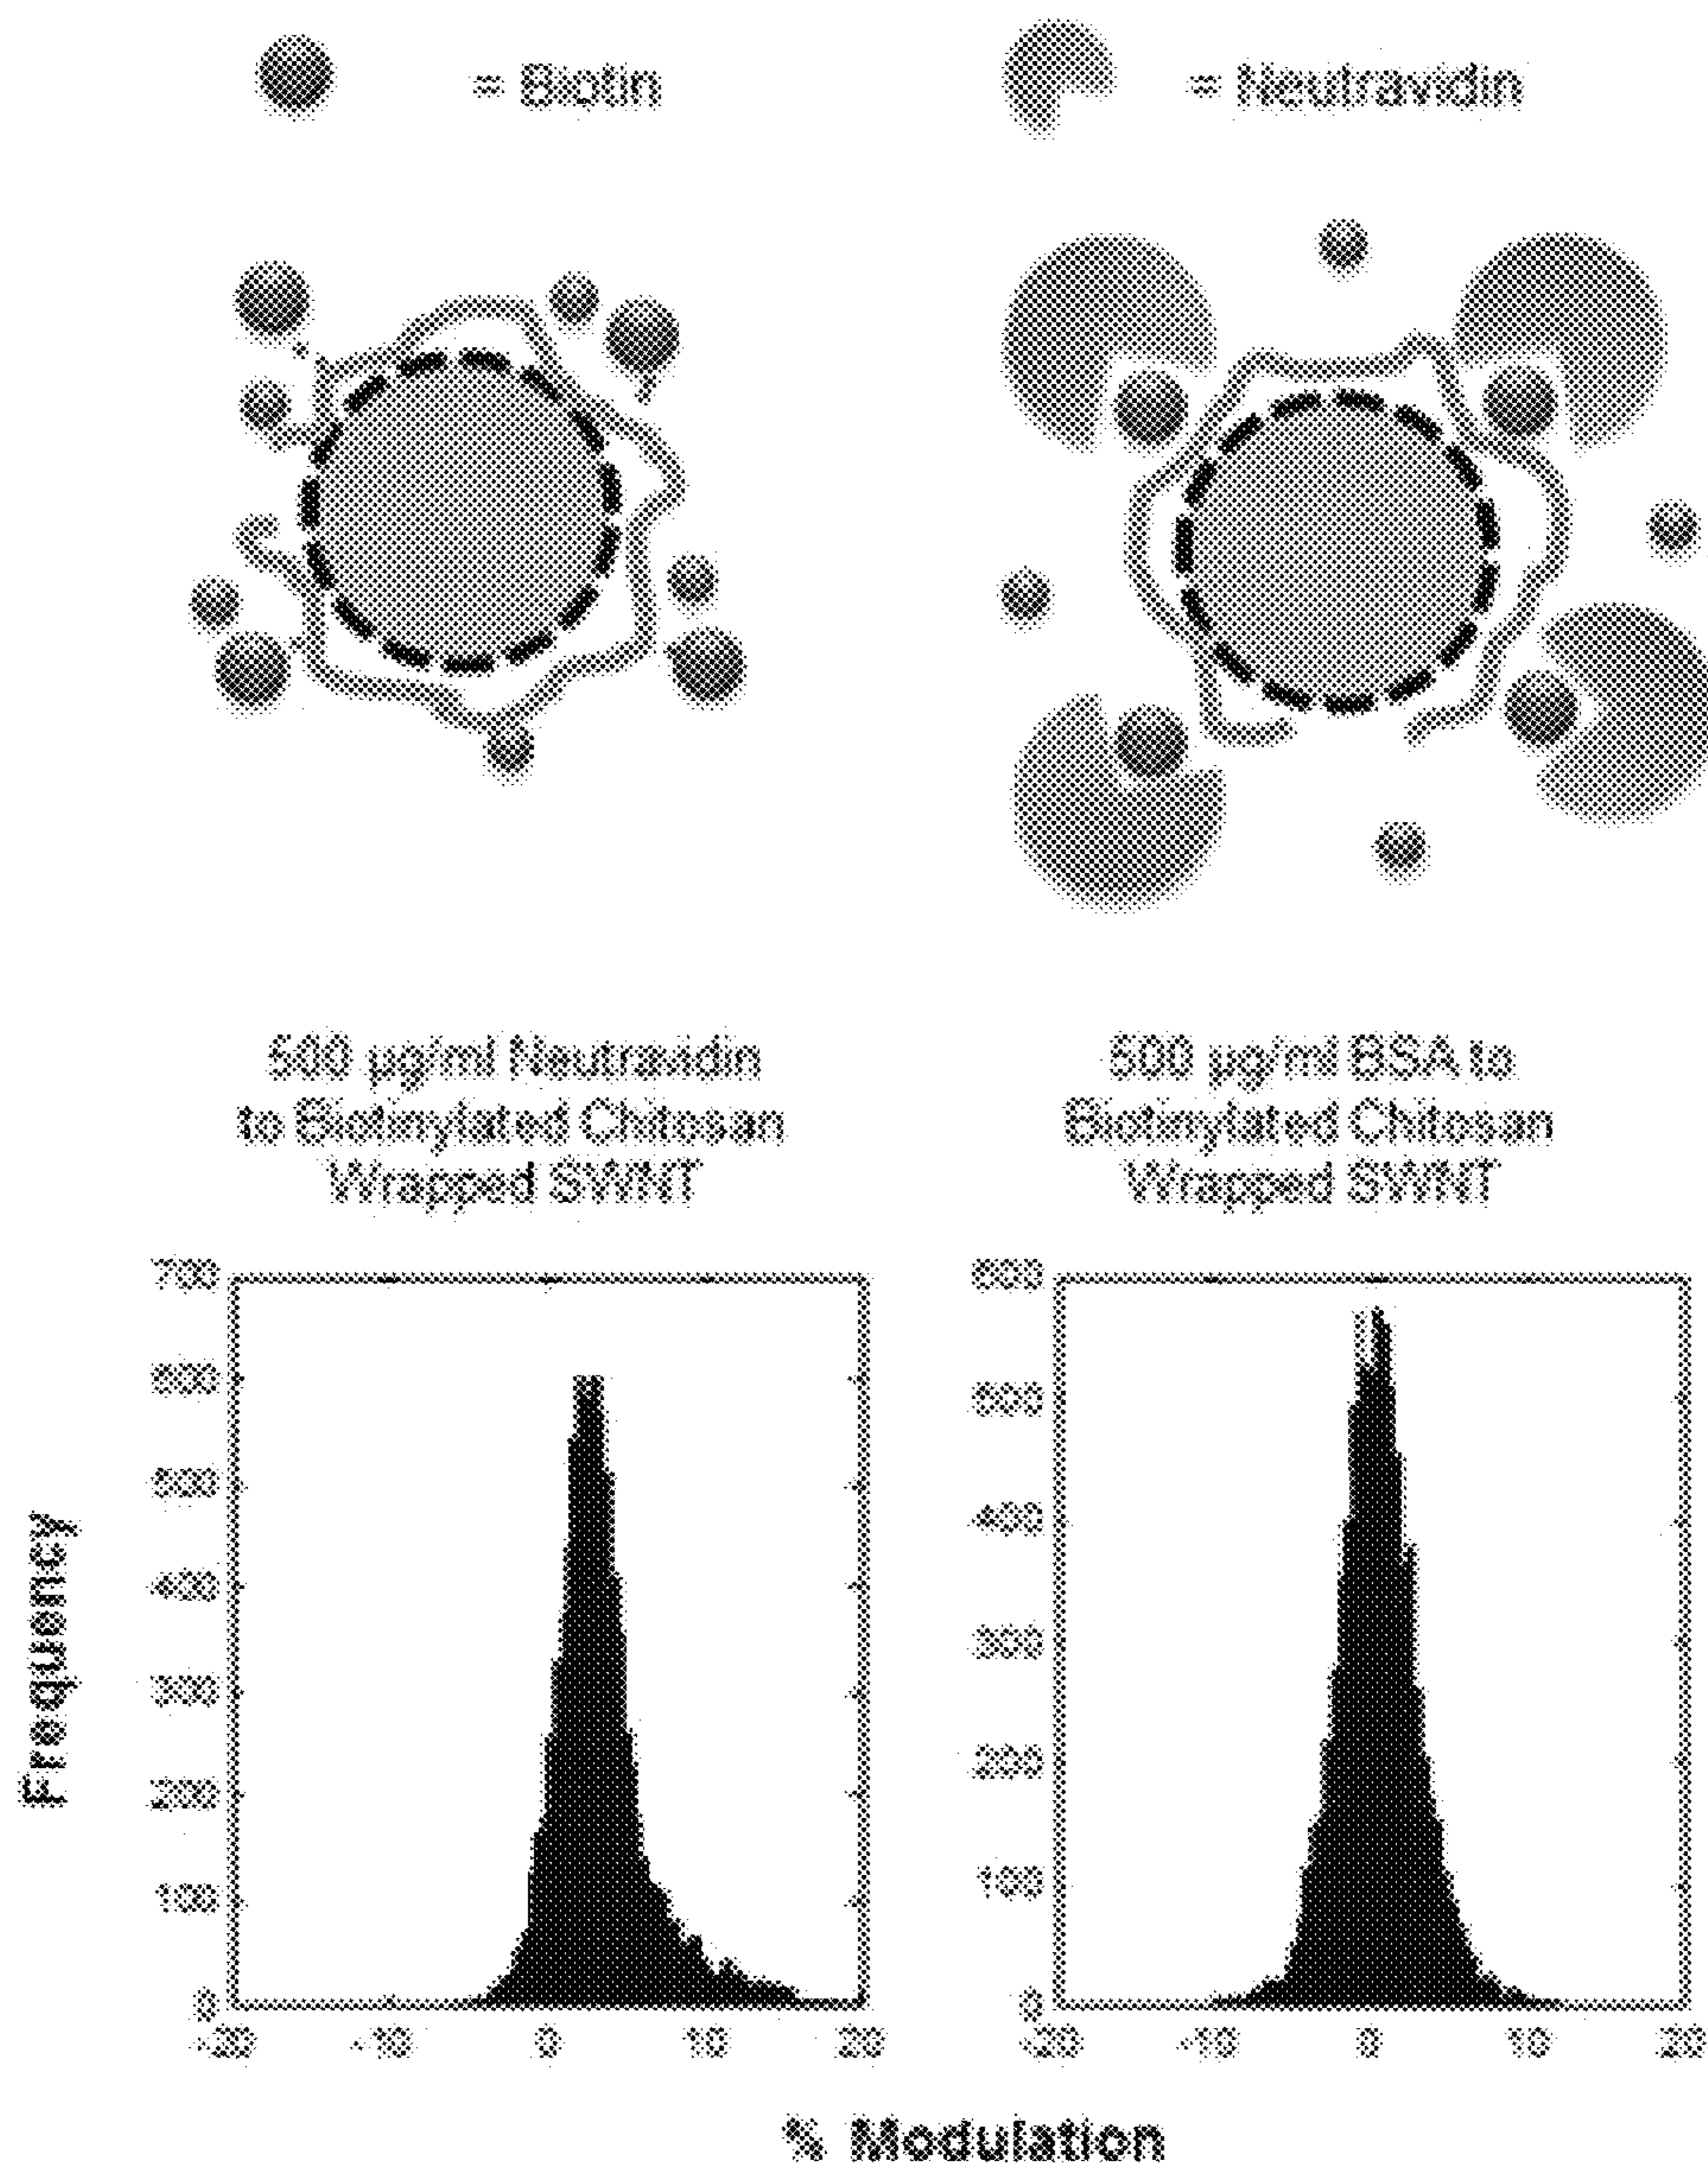 = Biotin
= Neutravidin
500 µg/ml Neutravidin
to Biotinylated Chitosan
Wrapped SWNT
500 µg/ml BSA to
Biotinylated Chitosan
Wrapped SWNT
Frequency
700
600
500
400
300
200
100
0
-20
-10
0
10
20
600
500
400
300
200
100
0
-20
-10
0
10
20
% Modulation